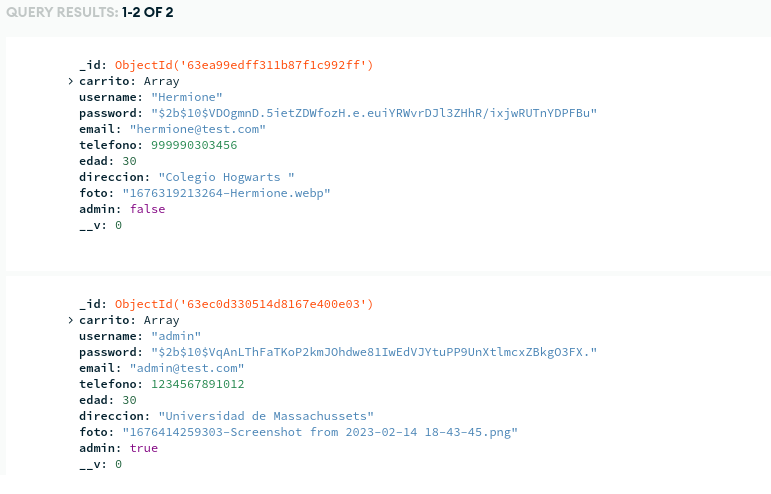 QUERY RESULTS: 1-2 OF 2
_id: ObjectId('63ea99edff311b87f1c992ff')
carrito: Array
username: "Hermione"
password: "$2b$10$VDOgmnD.5ietZDWfozH.e.euiYRWvrDJl3ZHhR/ixjwRUTnYDPFBu"
email: "hermione@test.com"
telefono: 999990303456
edad: 30
direccion: "Colegio Hogwarts "
foto: "1676319213264-Hermione.webp"
admin: false
__v: 0
_id: ObjectId('63ec0d330514d8167e400e03')
carrito: Array
username: "admin"
password: "$2b$10$VqAnLThFaTKoP2kmJOhdwe81IwEdVJYtuPP9UnXtlmcxZBkgO3FX."
email: "admin@test.com"
telefono: 1234567891012
edad: 30
direccion: "Universidad de Massachussets"
foto: "1676414259303-Screenshot from 2023-02-14 18-43-45.png"
admin: true
__v: 0